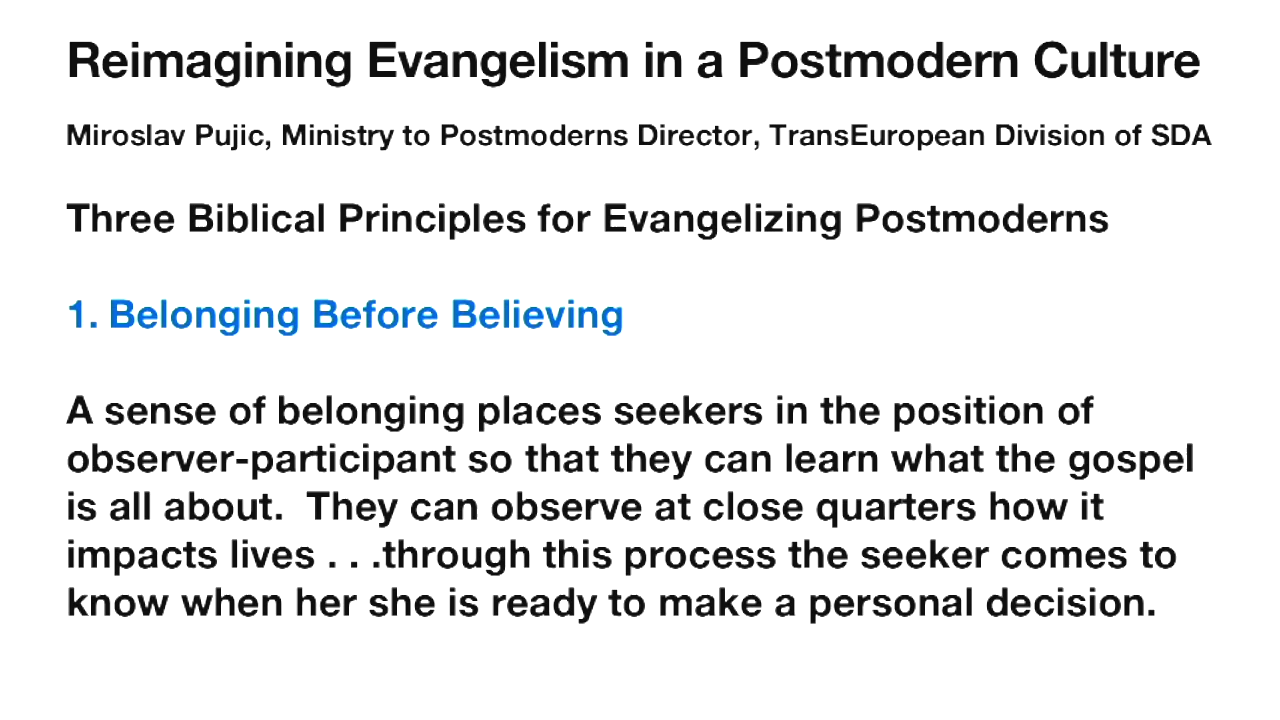 Reimagining Evangelism in a Postmodern Culture
Miroslav Pujic, Ministry to Postmoderns Director, TransEuropean Division of SDA
Three Biblical Principles for Evangelizing Postmoderns
1. Belonging Before Believing
A sense of belonging places seekers in the position of
observer-participant so that they can learn what the gospel
is all about.  They can observe at close quarters how it
impacts lives . . .through this process the seeker comes to
know when her she is ready to make a personal decision.